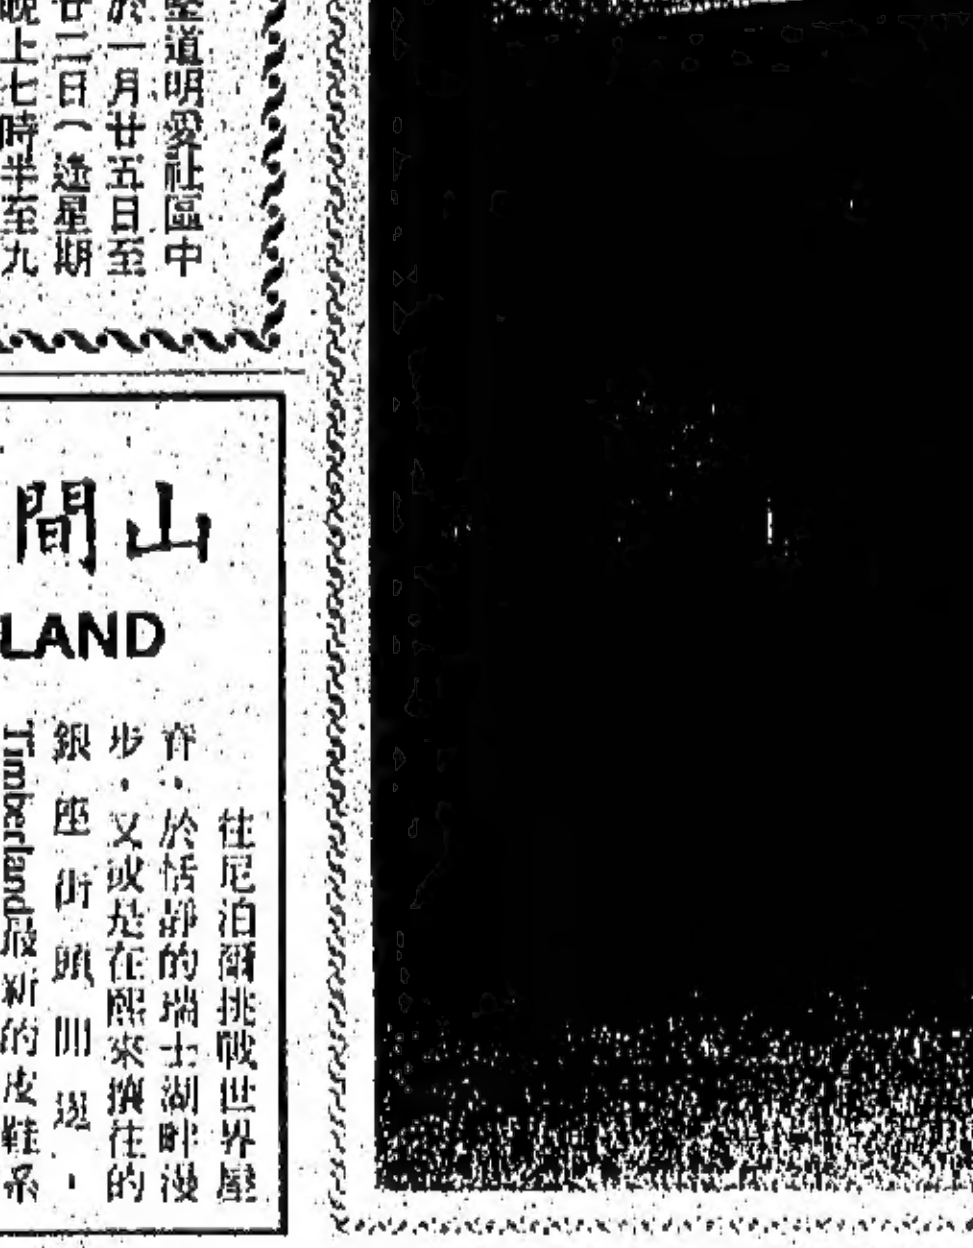 道明愛社區中
於一月廿五日至
廿二日（逢星期
晚上七時半至九
山間
LAND
往尼泊爾挑戰世界屋
脊，於恬靜的瑞士湖畔漫
步，又或是在熙來攘往的
銀座街頭閒逛，
Timberland最新的皮鞋系